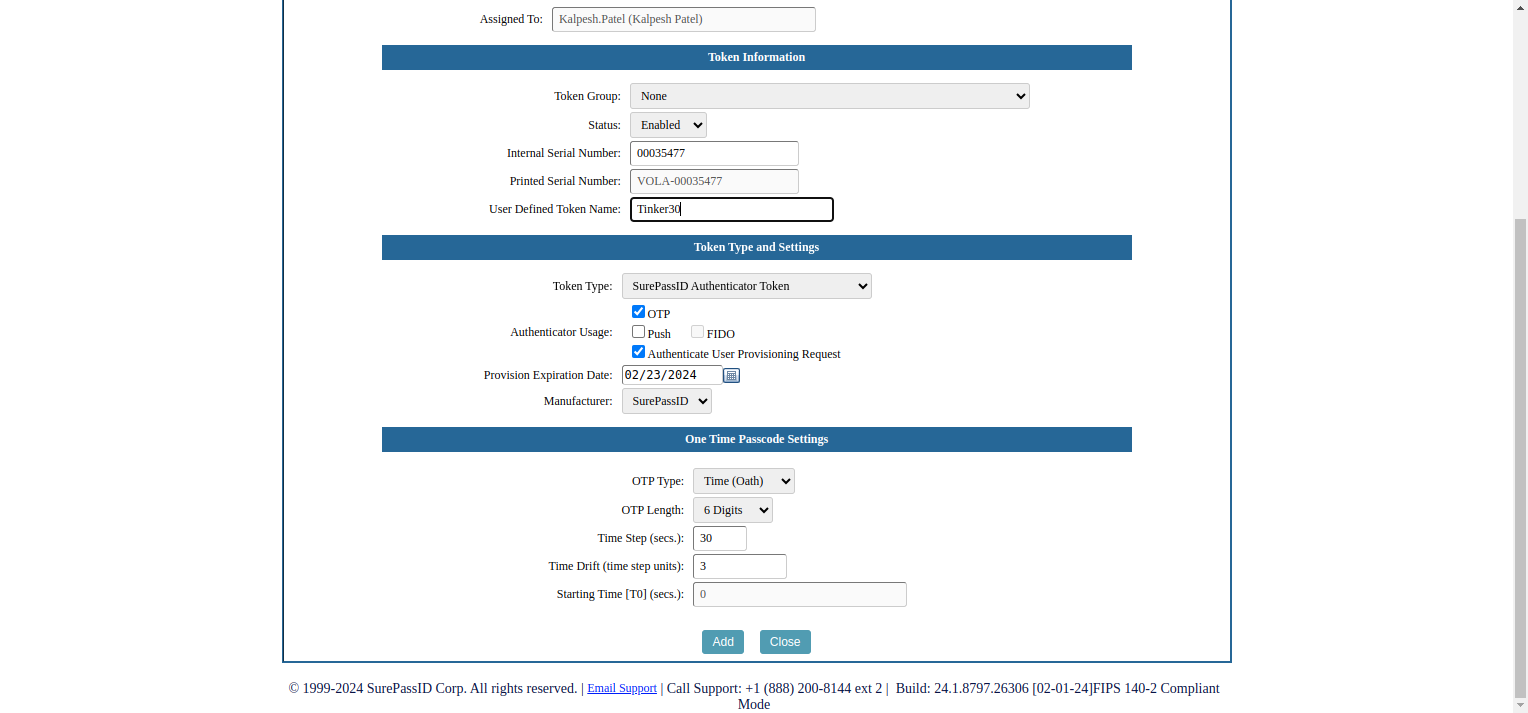 Assigned To: Kalpesh.Patel (Kalpesh Patel)
Token Information
Token Group: None
Status: Enabled
Internal Serial Number: 00035477
Printed Serial Number: VOLA-00035477
User Defined Token Name: Tinker30
Token Type and Settings
Token Type: SurePassID Authenticator Token
OTP
Authenticator Usage: Push FIDO
Authenticate User Provisioning Request
Provision Expiration Date: 02/23/2024
Manufacturer: SurePassID
One Time Passcode Settings
OTP Type: Time (Oath)
OTP Length: 6 Digits
Time Step (secs.): 30
Time Drift (time step units): 3
Starting Time [T0] (secs.): 0
Add Close
© 1999-2024 SurePassID Corp. All rights reserved. | Email Support | Call Support: +1 (888) 200-8144 ext 2 | Build: 24.1.8797.26306 [02-01-24]FIPS 140-2 Compliant
Mode